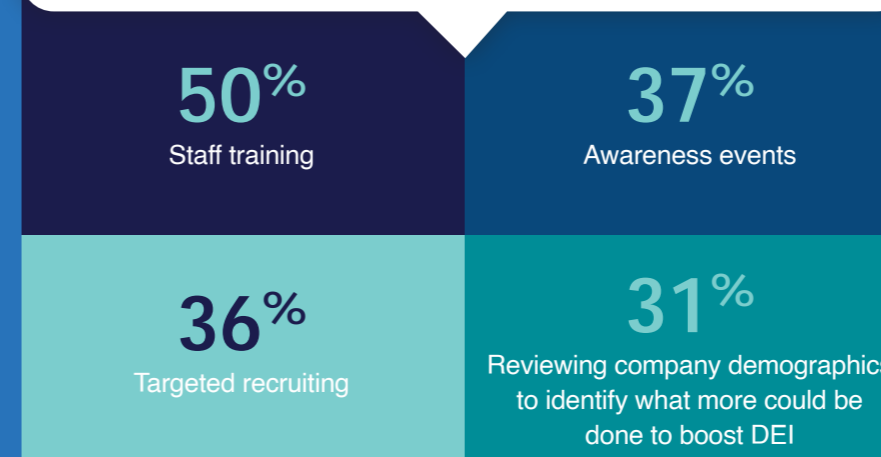 50%
Staff training
37%
Awareness events
36%
Targeted recruiting
31%
Reviewing company demographics
to identify what more could be
done to boost DEI